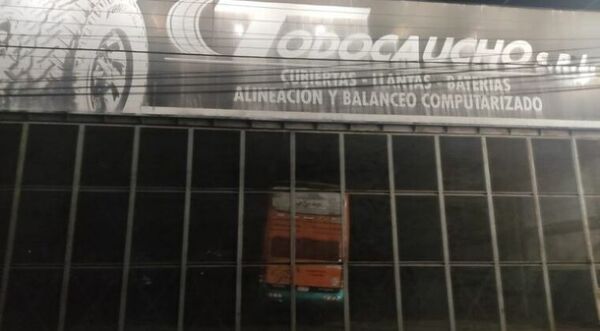 TODOCAUCHO S.R.L.
CUBIERTAS - LLANTAS - BATERIAS
ALINEACION Y BALANCEO COMPUTARIZADO